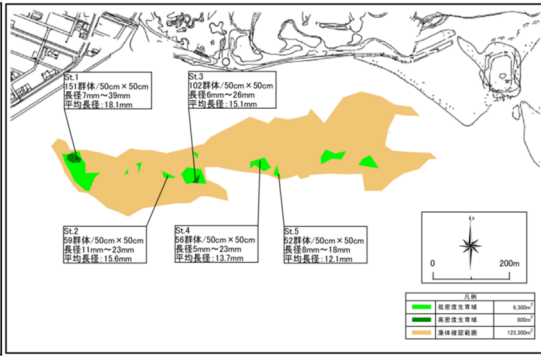 St.1
151群体/50cm×50cm
長径7mm～39mm
平均長径:18.1mm
St.3
102群体/50cm×50cm
長径6mm～26mm
平均長径:15.1mm
St.2
59群体/50cm×50cm
長径11mm～23mm
平均長径:15.6mm
St.4
56群体/50cm×50cm
長径5mm～23mm
平均長径:13.7mm
St.5
52群体/50cm×50cm
長径8mm～18mm
平均長径:12.1mm
0 200m
凡例
低密度生育域 9,300m²
高密度生育域 600m²
藻体確認範囲 123,300m²